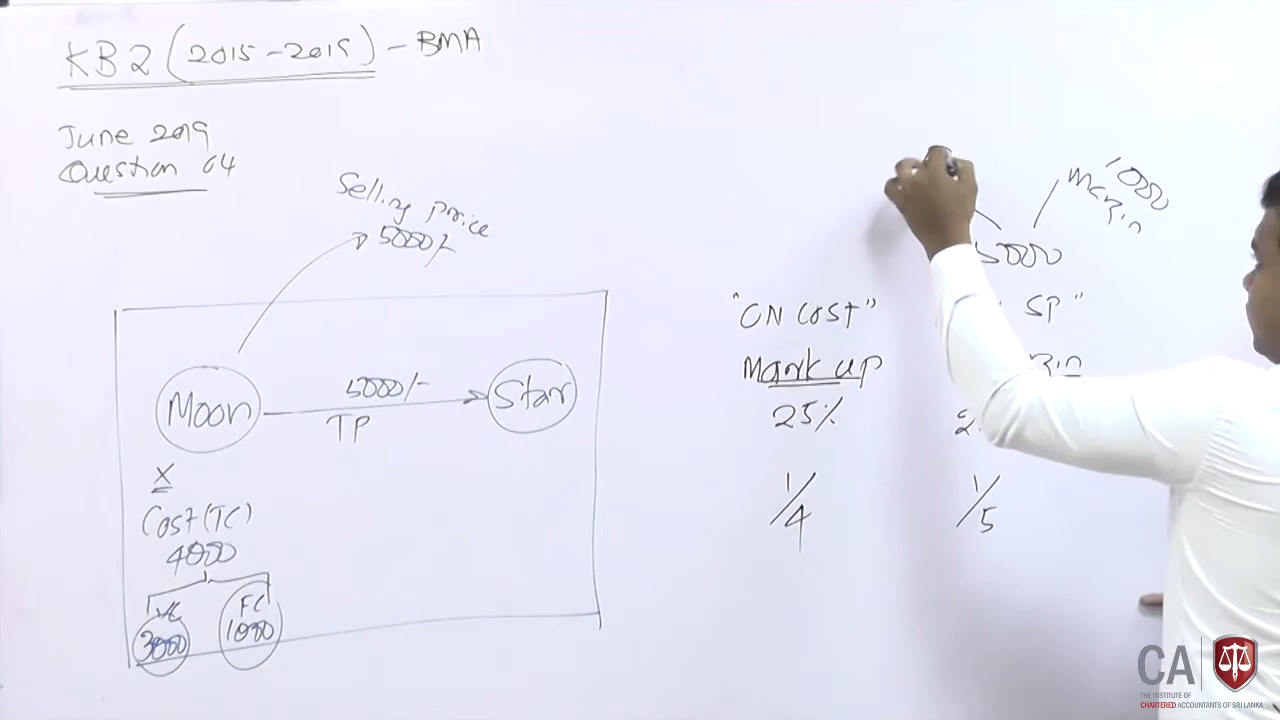 KB2 (2015-2019) - BMA
June 2019
Question 04
Selling price
5000/-
Moon
5000/-
TP
Star
X
Cost (TC)
4000
VC
3000
FC
1000
1000
Margin
5000
"ON COST"
SP"
Mark up
25%
1/4
1/5
CA
THE INSTITUTE OF
CHARTERED ACCOUNTANTS OF SRI LANKA